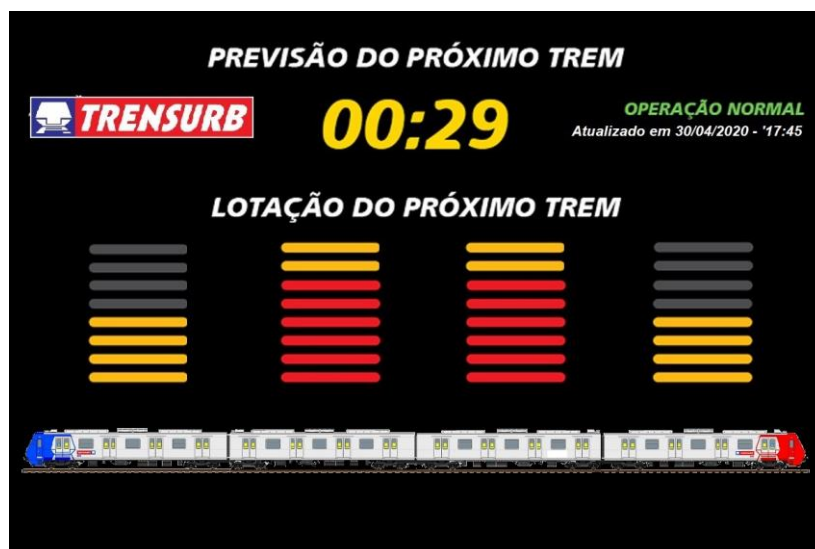 PREVISÃO DO PRÓXIMO TREM
TRENSURB
00:29
OPERAÇÃO NORMAL
Atualizado em 30/04/2020 - '17:45
LOTAÇÃO DO PRÓXIMO TREM